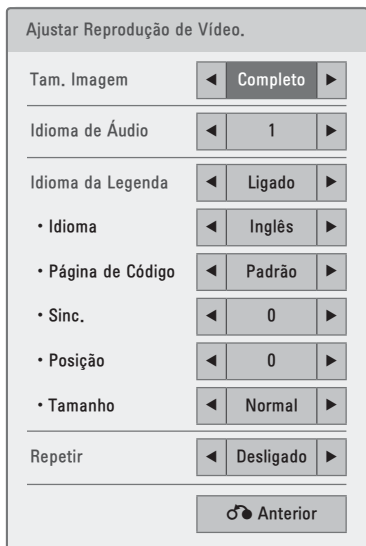 Ajustar Reprodução de Vídeo.
Tam. Imagem ◄ Completo ►
Idioma de Áudio ◄ 1 ►
Idioma da Legenda ◄ Ligado ►
• Idioma ◄ Inglês ►
• Página de Código ◄ Padrão ►
• Sinc. ◄ 0 ►
• Posição ◄ 0 ►
• Tamanho ◄ Normal ►
Repetir ◄ Desligado ►
Anterior